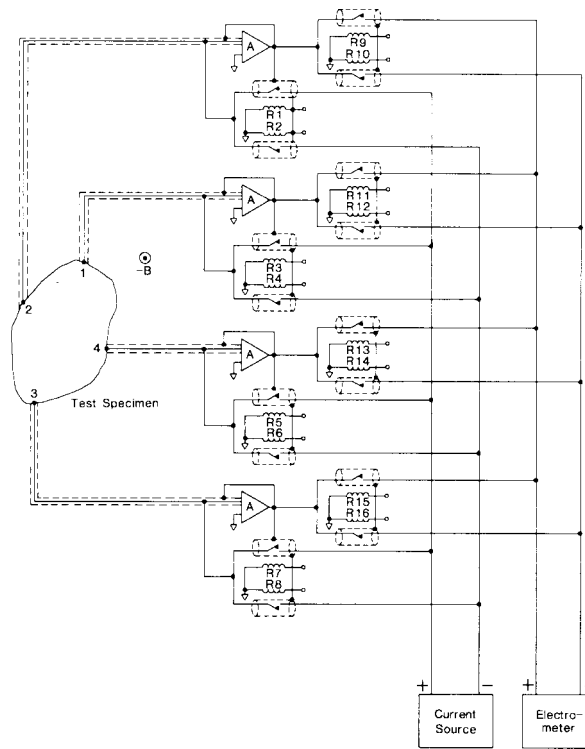 A
R9
R10
R1
R2
A
R11
R12
1
-B
R3
R4
2
4
A
R13
R14
3
Test Specimen
R5
R6
A
R15
R16
R7
R8
+ − +
Current
Source
Electro-
meter